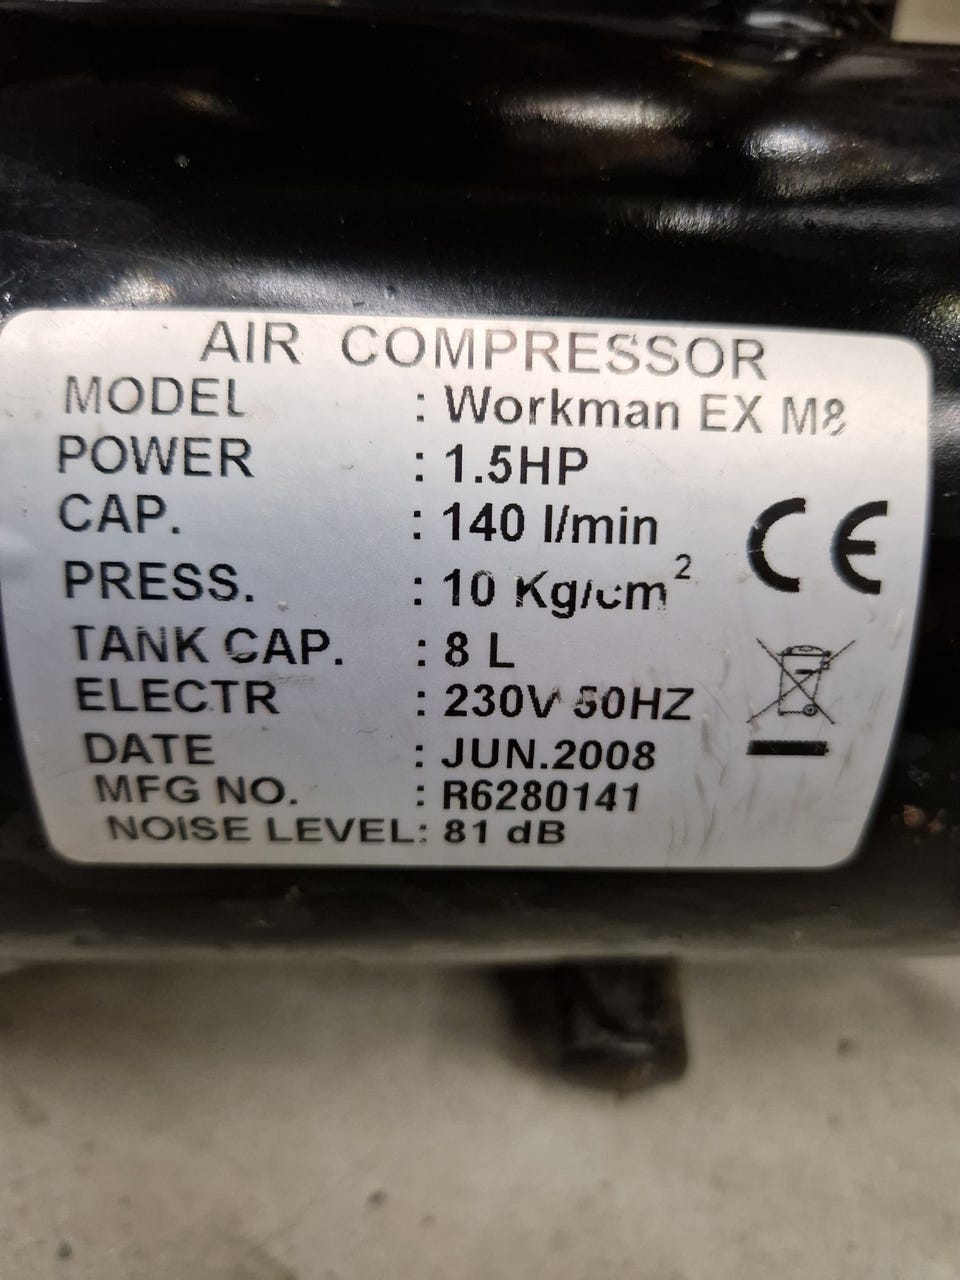 AIR COMPRESSOR
MODEL : Workman EX M8
POWER : 1.5HP
CAP. : 140 l/min
PRESS. : 10 Kg/cm²
TANK CAP. : 8 L
ELECTR : 230V 50HZ
DATE : JUN.2008
MFG NO. : R6280141
NOISE LEVEL: 81 dB
CE